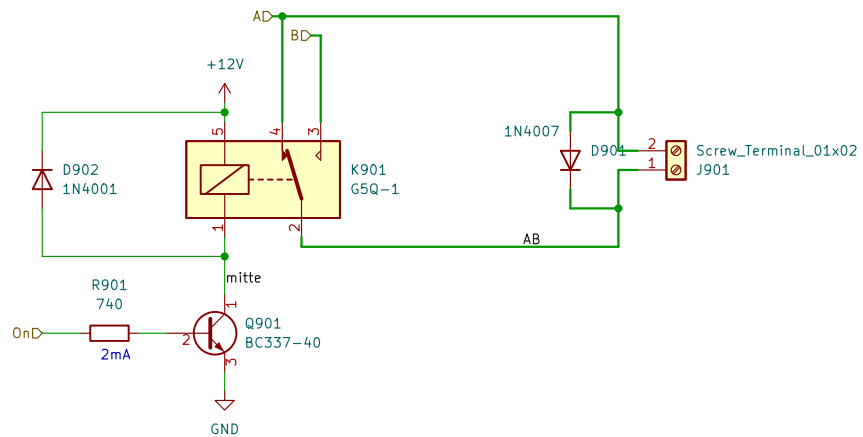 A
B
+12V
5
4
3
1N4007
D901
2
1
Screw_Terminal_01x02
J901
D902
1N4001
K901
G5Q-1
1
2
AB
mitte
R901
740
1
On
2
Q901
BC337-40
2mA
3
GND